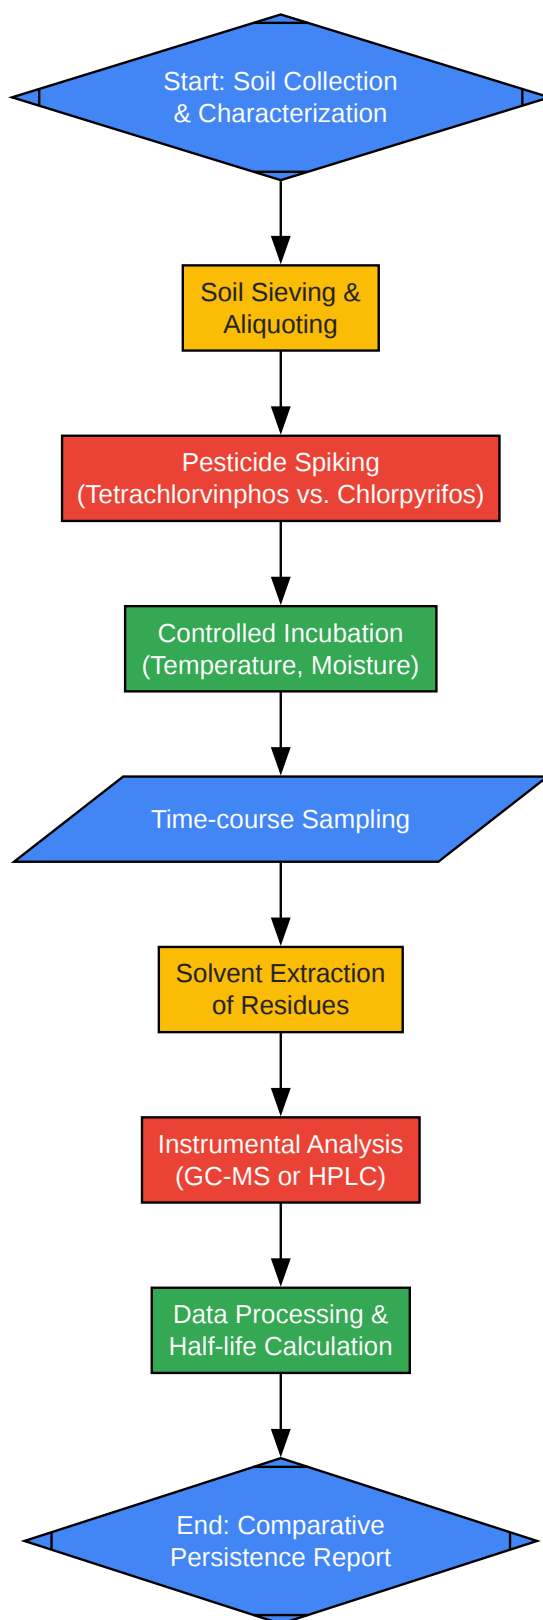 Start: Soil Collection
& Characterization
Soil Sieving &
Aliquoting
Pesticide Spiking
(Tetrachlorvinphos vs. Chlorpyrifos)
Controlled Incubation
(Temperature, Moisture)
Time-course Sampling
Solvent Extraction
of Residues
Instrumental Analysis
(GC-MS or HPLC)
Data Processing &
Half-life Calculation
End: Comparative
Persistence Report